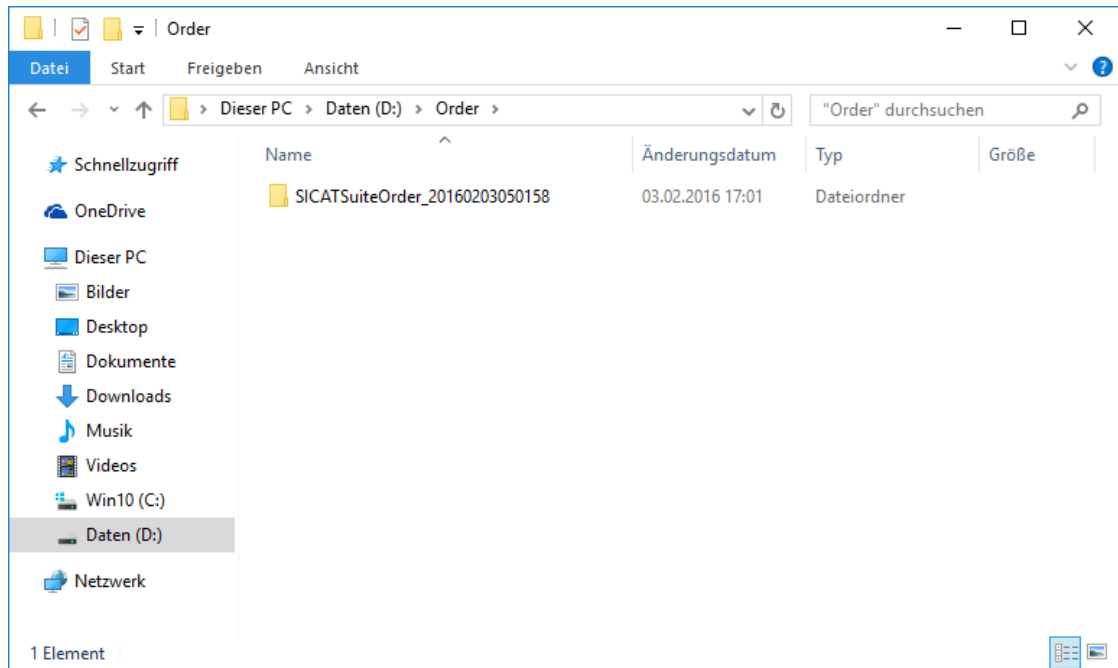 Order
Datei Start Freigeben Ansicht
Dieser PC > Daten (D:) > Order > "Order" durchsuchen
Name Änderungsdatum Typ Größe
SICATSuiteOrder_20160203050158 03.02.2016 17:01 Dateiordner
Schnellzugriff
OneDrive
Dieser PC
Bilder
Desktop
Dokumente
Downloads
Musik
Videos
Win10 (C:)
Daten (D:)
Netzwerk
1 Element